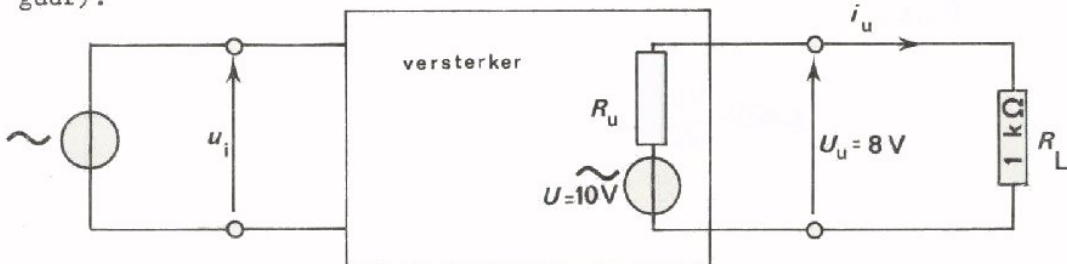 versterker
i_u
R_u
1 kΩ
R_L
u_i
U_u = 8 V
U = 10V